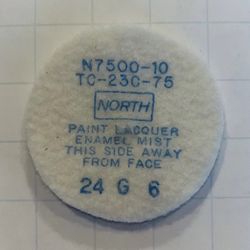 N7500-10
TC-23C-75
NORTH
PAINT LACQUER
ENAMEL MIST
THIS SIDE AWAY
FROM FACE
24 G 6